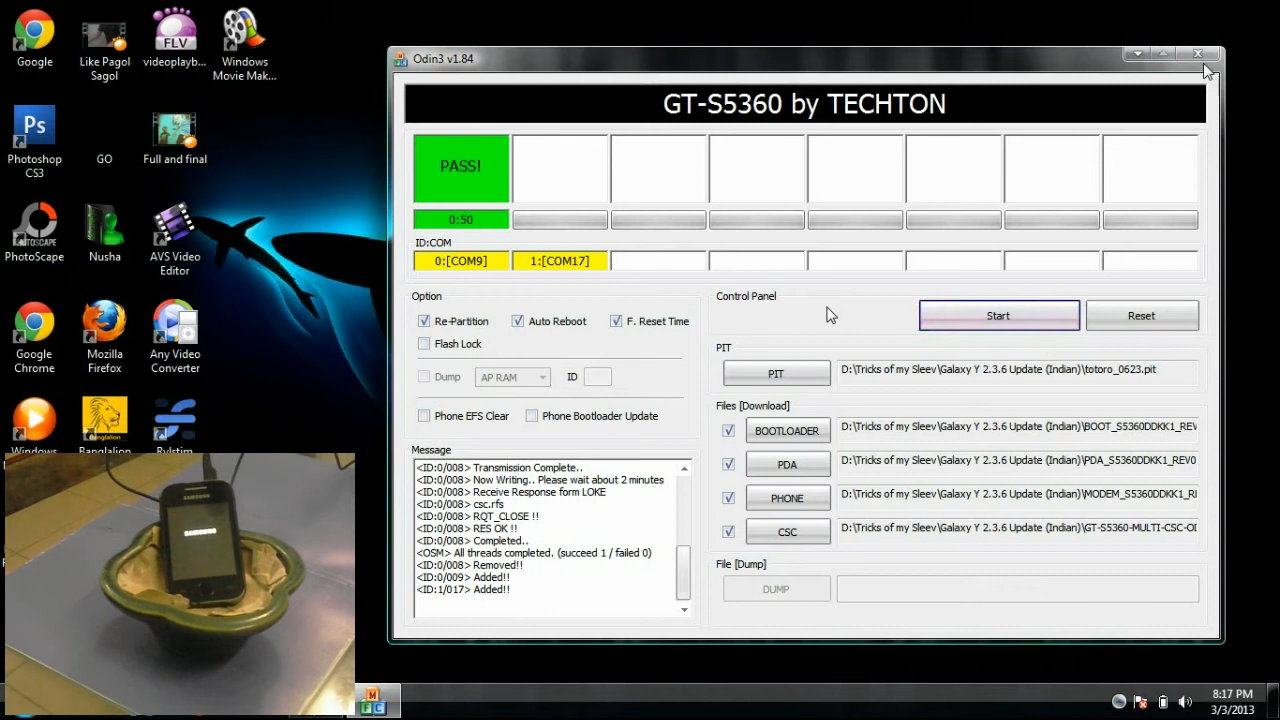 Google
Like Pagol
Sagol
FLV
videoplayb...
Windows
Movie Mak...
Ps
Photoshop
CS3
GO
Full and final
AUTOSCAPE
PhotoScape
Nusha
AVS Video
Editor
Google
Chrome
Mozilla
Firefox
Any Video
Converter
Windows
Banglalion
Banglalion
Rylstim
SAMSUNG
SAMSUNG
Odin3 v1.84
GT-S5360 by TECHTON
PASS!
0:50
ID:COM
0:[COM9]
1:[COM17]
Option
Re-Partition
Auto Reboot
F. Reset Time
Flash Lock
Dump
AP RAM
ID
Phone EFS Clear
Phone Bootloader Update
Message
<ID:0/008> Transmission Complete..
<ID:0/008> Now Writing.. Please wait about 2 minutes
<ID:0/008> Receive Response form LOKE
<ID:0/008> csc.rfs
<ID:0/008> RQT_CLOSE !!
<ID:0/008> RES OK !!
<ID:0/008> Completed..
<OSM> All threads completed. (succeed 1 / failed 0)
<ID:0/008> Removed!!
<ID:0/009> Added!!
<ID:1/017> Added!!
Control Panel
Start
Reset
PIT
PIT
D:\Tricks of my Sleev\Galaxy Y 2.3.6 Update (Indian)\totoro_0623.pit
Files [Download]
BOOTLOADER
D:\Tricks of my Sleev\Galaxy Y 2.3.6 Update (Indian)\BOOT_S5360DDKK1_REV
PDA
D:\Tricks of my Sleev\Galaxy Y 2.3.6 Update (Indian)\PDA_S5360DDKK1_REV0
PHONE
D:\Tricks of my Sleev\Galaxy Y 2.3.6 Update (Indian)\MODEM_S5360DDKK1_RE
CSC
D:\Tricks of my Sleev\Galaxy Y 2.3.6 Update (Indian)\GT-S5360-MULTI-CSC-OD
File [Dump]
DUMP
MFC
8:17 PM
3/3/2013